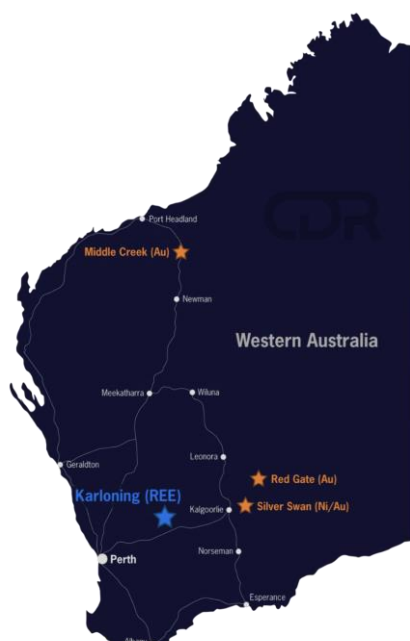 CDR
Port Headland
Middle Creek (Au)
Newman
Western Australia
Meekatharra
Wiluna
Leonora
Geraldton
Red Gate (Au)
Karloning (REE)
Silver Swan (Ni/Au)
Kalgoorlie
Norseman
Perth
Esperance